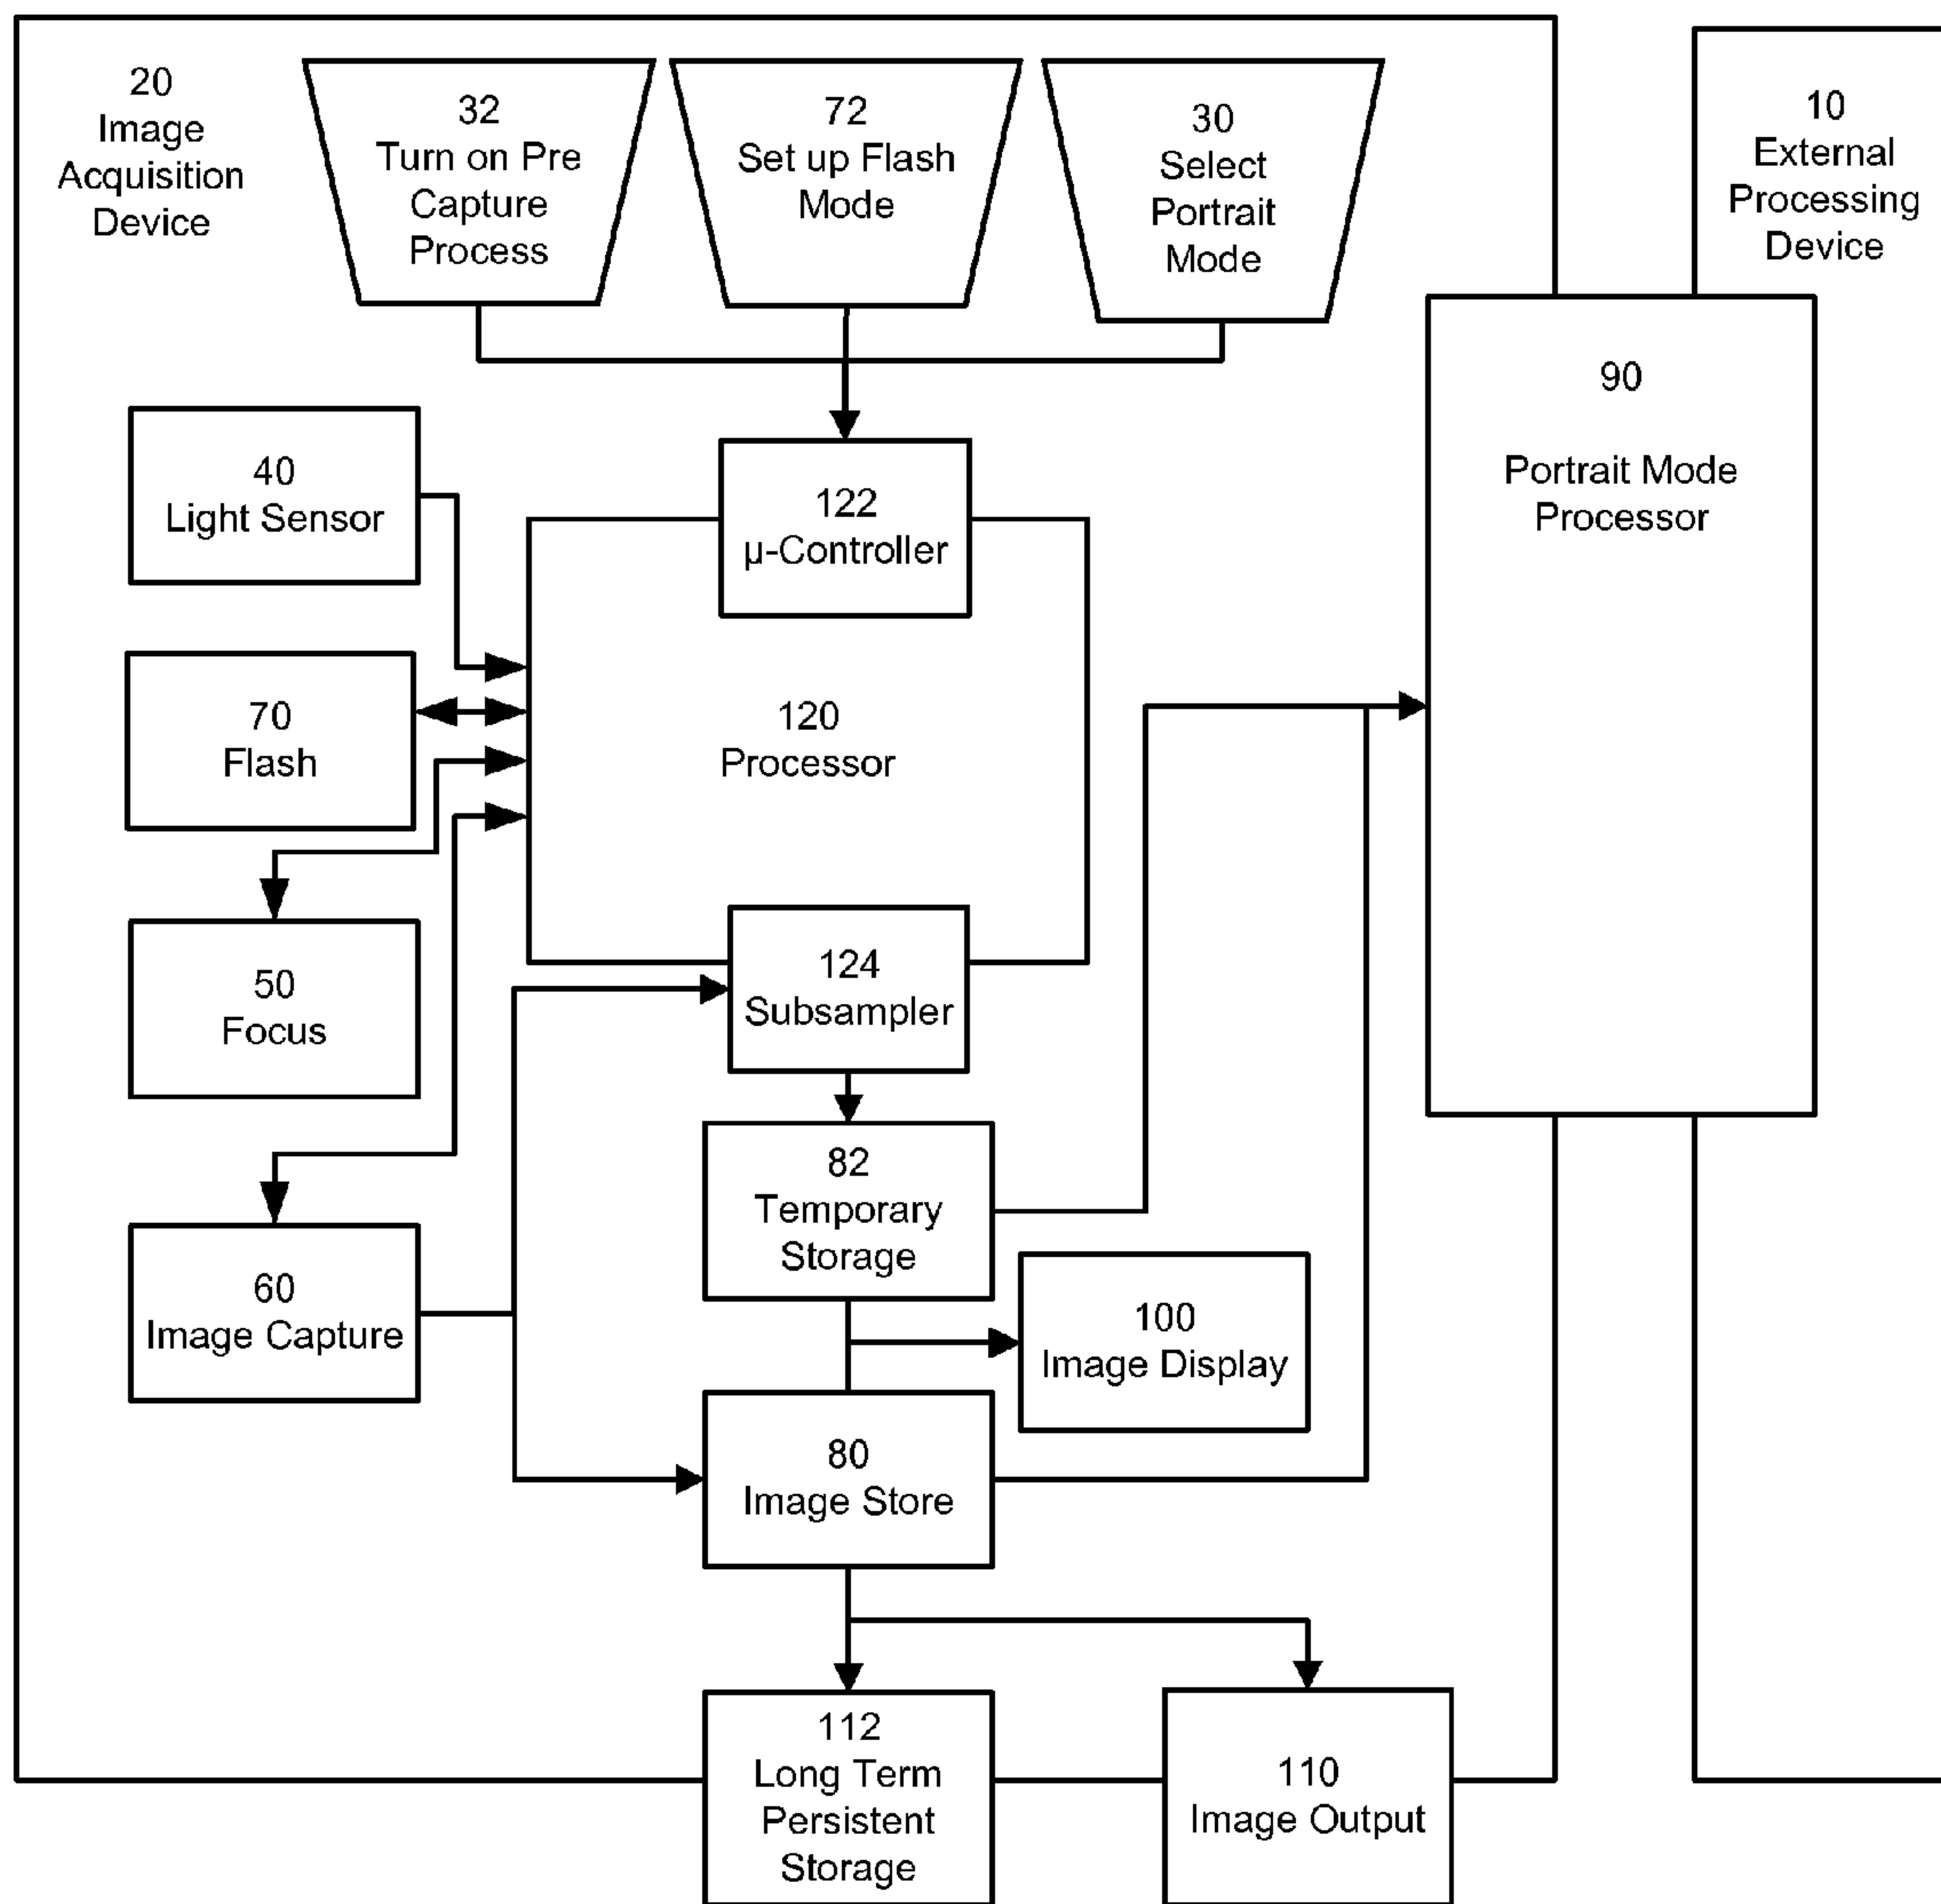 20
Image
Acquisition
Device
32
Turn on Pre
Capture
Process
72
Set up Flash
Mode
30
Select
Portrait
Mode
10
External
Processing
Device
90
Portrait Mode
Processor
40
Light Sensor
122
µ-Controller
70
Flash
120
Processor
50
Focus
124
Subsampler
82
Temporary
Storage
60
Image Capture
100
Image Display
80
Image Store
112
Long Term
Persistent
Storage
110
Image Output